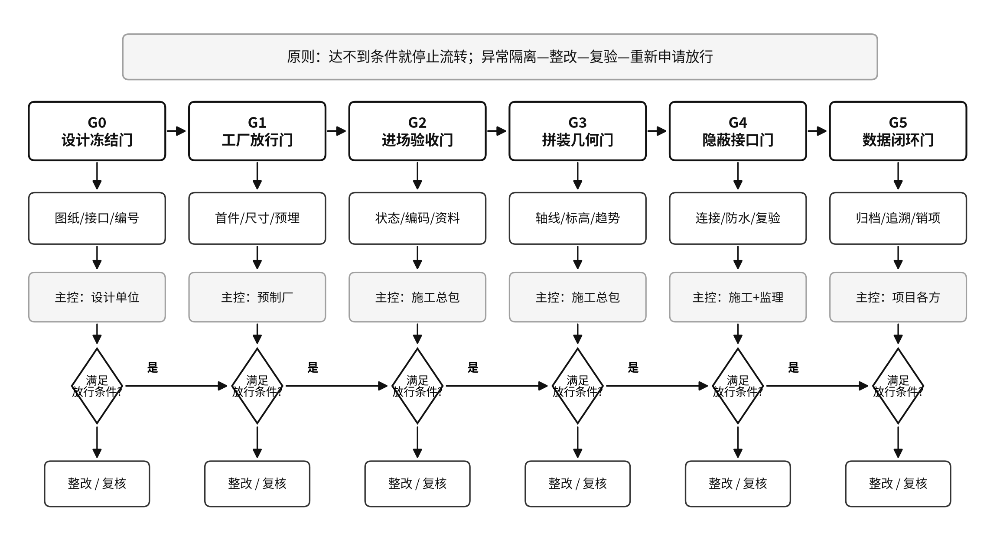 原则：达不到条件就停止流转；异常隔离—整改—复验—重新申请放行
G0
设计冻结门
G1
工厂放行门
G2
进场验收门
G3
拼装几何门
G4
隐蔽接口门
G5
数据闭环门
图纸/接口/编号
首件/尺寸/预埋
状态/编码/资料
轴线/标高/趋势
连接/防水/复验
归档/追溯/销项
主控：设计单位
主控：预制厂
主控：施工总包
主控：施工总包
主控：施工+监理
主控：项目各方
满足
放行条件?
是
满足
放行条件?
是
满足
放行条件?
是
满足
放行条件?
是
满足
放行条件?
是
满足
放行条件?
整改 / 复核
整改 / 复核
整改 / 复核
整改 / 复核
整改 / 复核
整改 / 复核